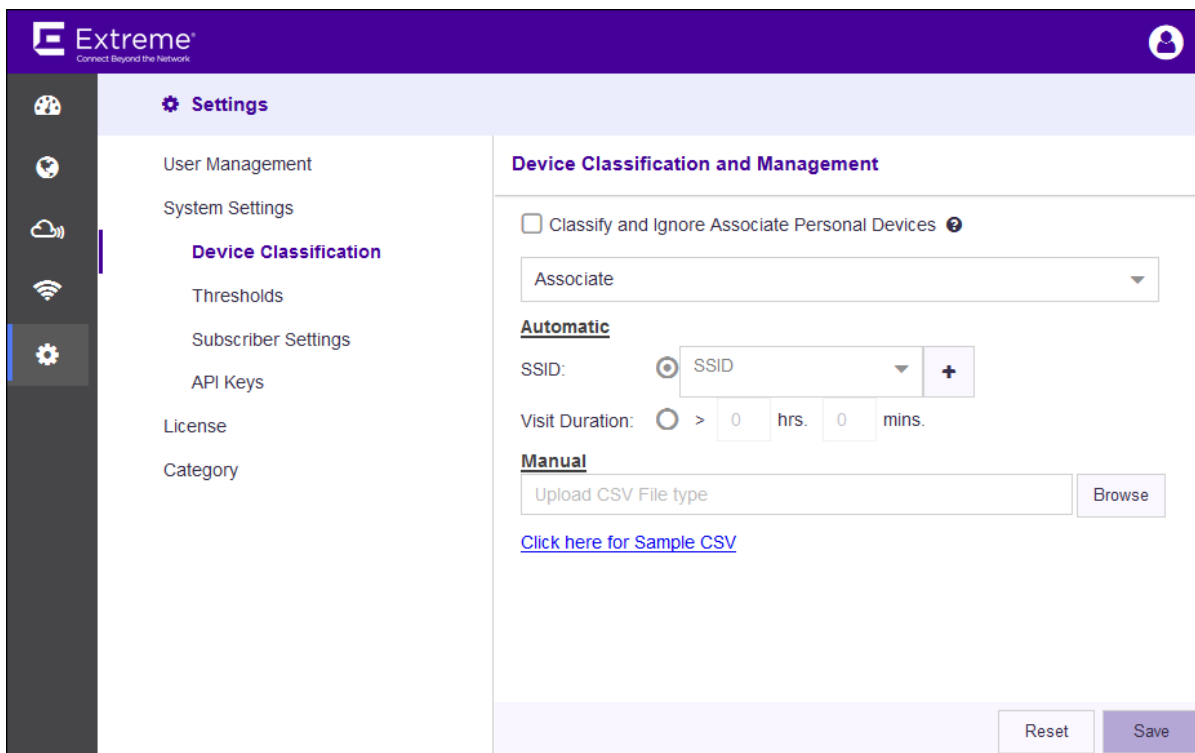 Extreme®
Connect Beyond the Network
Settings
User Management
System Settings
Device Classification
Thresholds
Subscriber Settings
API Keys
License
Category
Device Classification and Management
Classify and Ignore Associate Personal Devices ?
Associate
Automatic
SSID: SSID +
Visit Duration: > 0 hrs. 0 mins.
Manual
Upload CSV File type Browse
Click here for Sample CSV
Reset Save